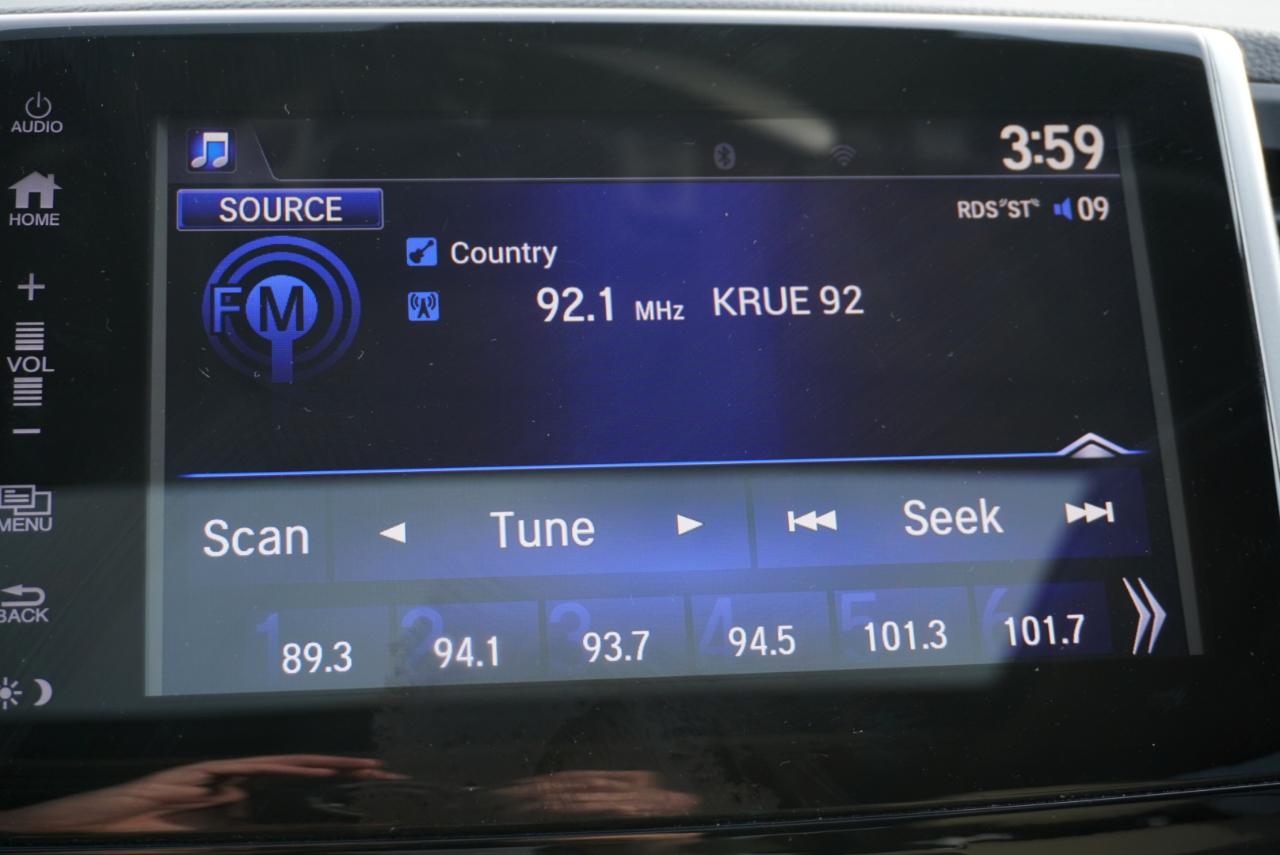 AUDIO
HOME
VOL
MENU
BACK
3:59
SOURCE
RDS ST 09
FM
Country
92.1 MHz KRUE 92
Scan Tune Seek
1 2 3 4 5 6
89.3 94.1 93.7 94.5 101.3 101.7